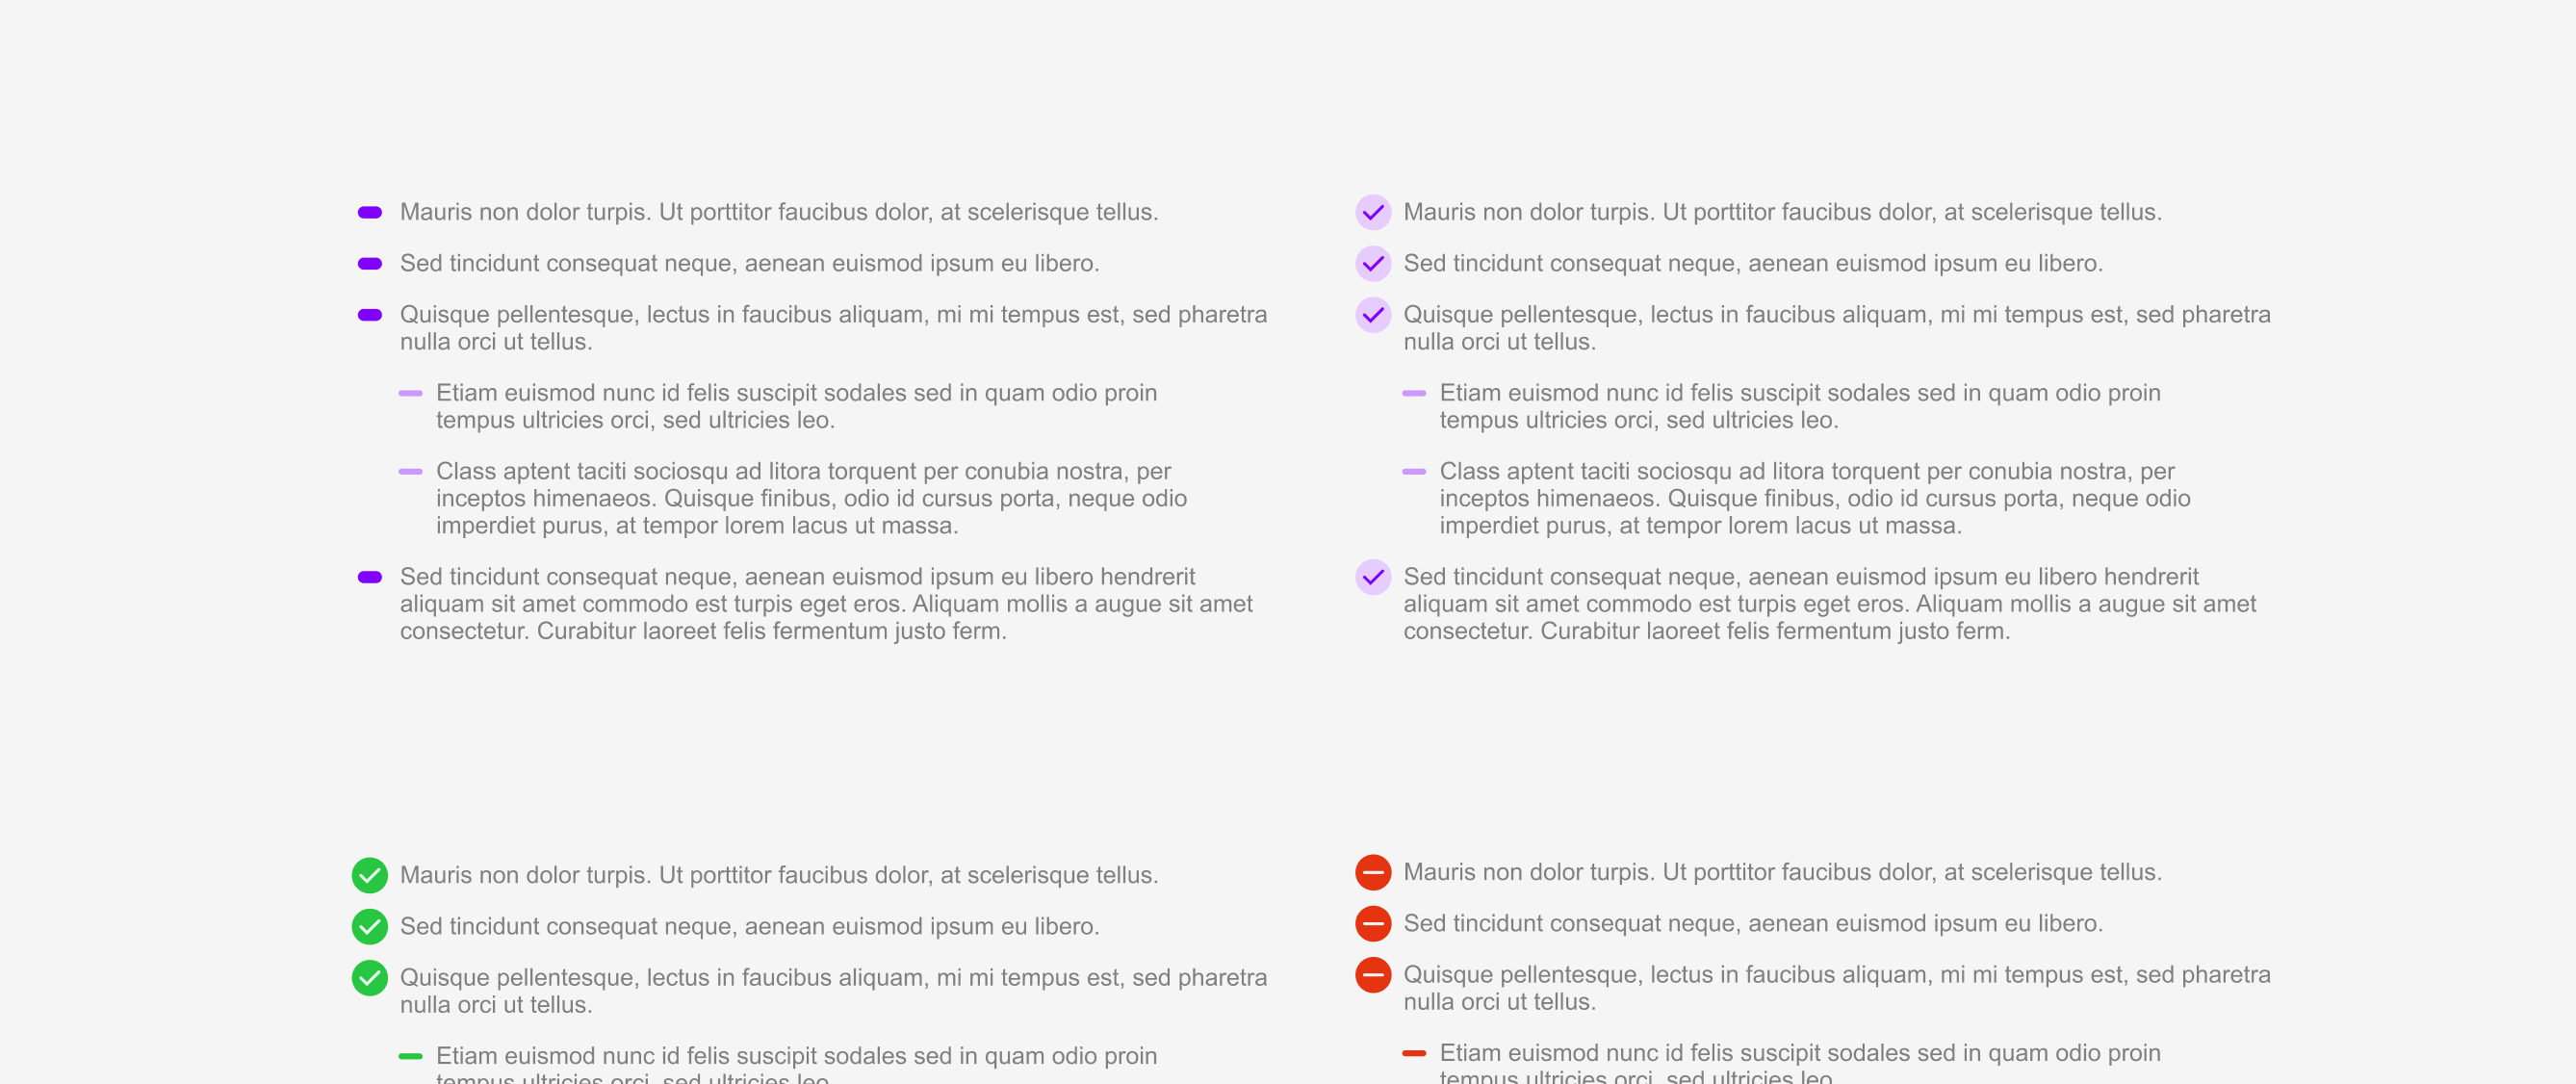 Mauris non dolor turpis. Ut porttitor faucibus dolor, at scelerisque tellus.
Sed tincidunt consequat neque, aenean euismod ipsum eu libero.
Quisque pellentesque, lectus in faucibus aliquam, mi mi tempus est, sed pharetra
nulla orci ut tellus.
Etiam euismod nunc id felis suscipit sodales sed in quam odio proin
tempus ultricies orci, sed ultricies leo.
Class aptent taciti sociosqu ad litora torquent per conubia nostra, per
inceptos himenaeos. Quisque finibus, odio id cursus porta, neque odio
imperdiet purus, at tempor lorem lacus ut massa.
Sed tincidunt consequat neque, aenean euismod ipsum eu libero hendrerit
aliquam sit amet commodo est turpis eget eros. Aliquam mollis a augue sit amet
consectetur. Curabitur laoreet felis fermentum justo ferm.
Mauris non dolor turpis. Ut porttitor faucibus dolor, at scelerisque tellus.
Sed tincidunt consequat neque, aenean euismod ipsum eu libero.
Quisque pellentesque, lectus in faucibus aliquam, mi mi tempus est, sed pharetra
nulla orci ut tellus.
Etiam euismod nunc id felis suscipit sodales sed in quam odio proin
tempus ultricies orci, sed ultricies leo.
Class aptent taciti sociosqu ad litora torquent per conubia nostra, per
inceptos himenaeos. Quisque finibus, odio id cursus porta, neque odio
imperdiet purus, at tempor lorem lacus ut massa.
Sed tincidunt consequat neque, aenean euismod ipsum eu libero hendrerit
aliquam sit amet commodo est turpis eget eros. Aliquam mollis a augue sit amet
consectetur. Curabitur laoreet felis fermentum justo ferm.
Mauris non dolor turpis. Ut porttitor faucibus dolor, at scelerisque tellus.
Sed tincidunt consequat neque, aenean euismod ipsum eu libero.
Quisque pellentesque, lectus in faucibus aliquam, mi mi tempus est, sed pharetra
nulla orci ut tellus.
Etiam euismod nunc id felis suscipit sodales sed in quam odio proin
tempus ultricies orci, sed ultricies leo.
Mauris non dolor turpis. Ut porttitor faucibus dolor, at scelerisque tellus.
Sed tincidunt consequat neque, aenean euismod ipsum eu libero.
Quisque pellentesque, lectus in faucibus aliquam, mi mi tempus est, sed pharetra
nulla orci ut tellus.
Etiam euismod nunc id felis suscipit sodales sed in quam odio proin
tempus ultricies orci, sed ultricies leo.